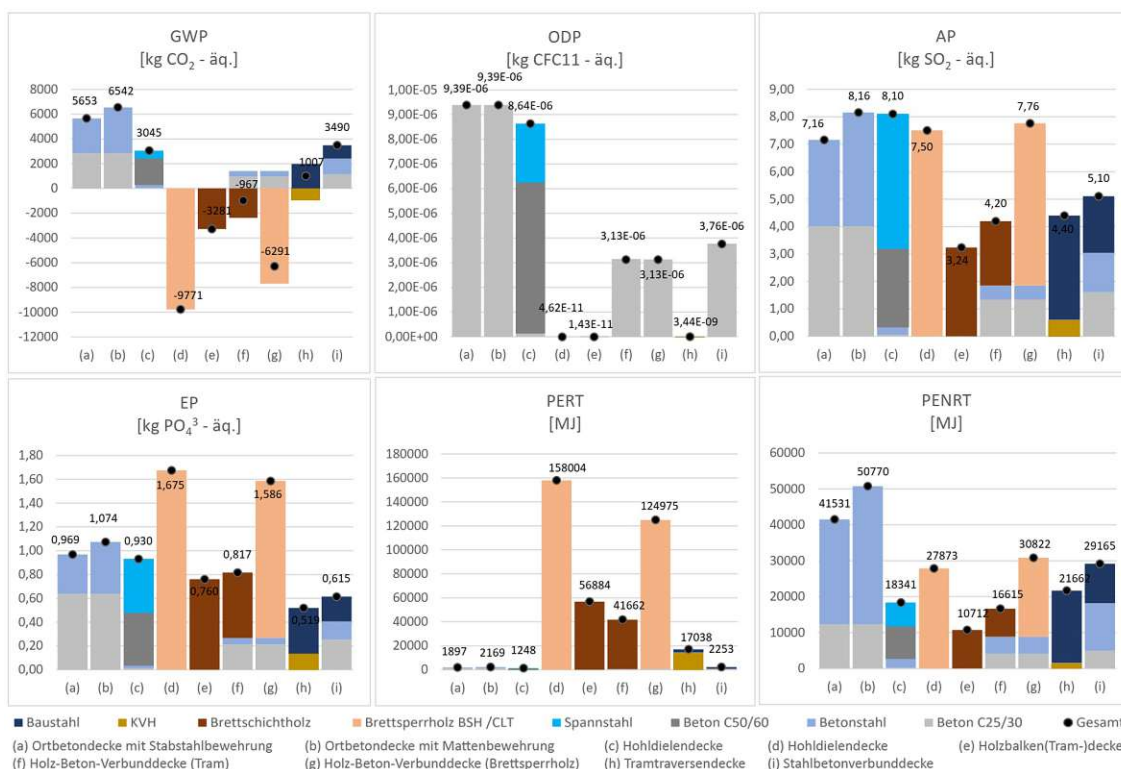 GWP
[kg CO2 - äq.]
8000
6000
4000
2000
0
-2000
-4000
-6000
-8000
-10000
-12000
5653
6542
3045
-9771
-3281
-967
-6291
1007
3490
(a) (b) (c) (d) (e) (f) (g) (h) (i)
ODP
[kg CFC11 - äq.]
1,00E-05
9,00E-06
8,00E-06
7,00E-06
6,00E-06
5,00E-06
4,00E-06
3,00E-06
2,00E-06
1,00E-06
0,00E+00
9,39E-06
9,39E-06
8,64E-06
4,62E-11
1,43E-11
3,13E-06
3,13E-06
3,44E-09
3,76E-06
(a) (b) (c) (d) (e) (f) (g) (h) (i)
AP
[kg SO2 - äq.]
9,00
8,00
7,00
6,00
5,00
4,00
3,00
2,00
1,00
0,00
7,16
8,16
8,10
7,50
3,24
4,20
7,76
4,40
5,10
(a) (b) (c) (d) (e) (f) (g) (h) (i)
EP
[kg PO4³ - äq.]
1,80
1,60
1,40
1,20
1,00
0,80
0,60
0,40
0,20
0,00
0,969
1,074
0,930
1,675
0,760
0,817
1,586
0,519
0,615
(a) (b) (c) (d) (e) (f) (g) (h) (i)
PERT
[MJ]
180000
160000
140000
120000
100000
80000
60000
40000
20000
0
1897
2169
1248
158004
56884
41662
124975
17038
2253
(a) (b) (c) (d) (e) (f) (g) (h) (i)
PENRT
[MJ]
60000
50000
40000
30000
20000
10000
0
41531
50770
18341
27873
10712
16615
30822
21662
29165
(a) (b) (c) (d) (e) (f) (g) (h) (i)
Baustahl KVH Brettschichtholz Brettsperrholz BSH /CLT Spannstahl Beton C50/60 Betonstahl Beton C25/30 Gesamt
(a) Ortbetondecke mit Stabstahlbewehrung (b) Ortbetondecke mit Mattenbewehrung (c) Hohldielendecke (d) Hohldielendecke (e) Holzbalken(Tram-)decke
(f) Holz-Beton-Verbunddecke (Tram) (g) Holz-Beton-Verbunddecke (Brettsperrholz) (h) Tramtraversendecke (i) Stahlbetonverbunddecke